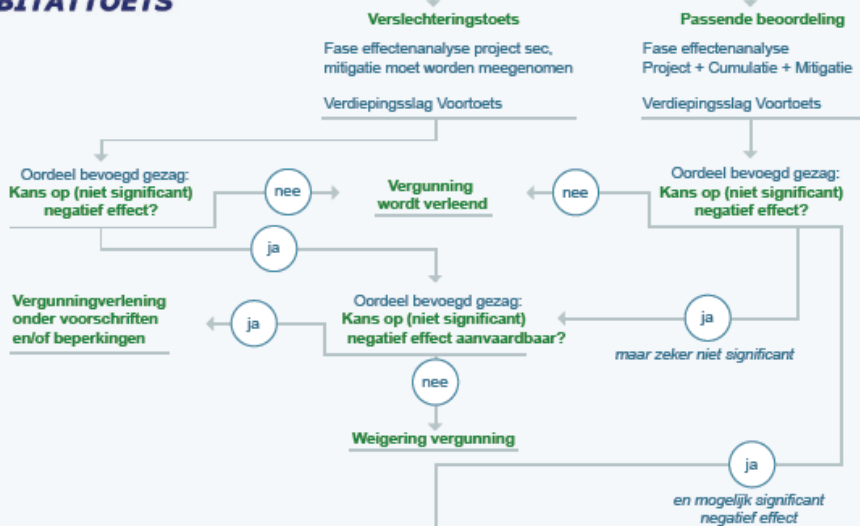 BITATTOETS
Verslechteringstoets
Fase effectenanalyse project sec,
mitigatie moet worden meegenomen
Verdiepingsslag Voortoets
Passende beoordeling
Fase effectenanalyse
Project + Cumulatie + Mitigatie
Verdiepingsslag Voortoets
Oordeel bevoegd gezag:
Kans op (niet significant)
negatief effect?
nee
Vergunning
wordt verleend
nee
Oordeel bevoegd gezag:
Kans op (niet significant)
negatief effect?
ja
Vergunningverlening
onder voorschriften
en/of beperkingen
ja
Oordeel bevoegd gezag:
Kans op (niet significant)
negatief effect aanvaardbaar?
ja
maar zeker niet significant
nee
Weigering vergunning
ja
en mogelijk significant
negatief effect